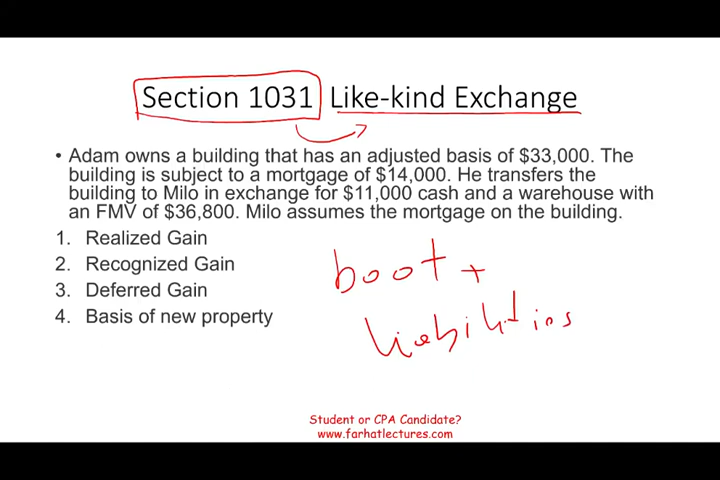 Section 1031 Like-kind Exchange
• Adam owns a building that has an adjusted basis of $33,000. The
building is subject to a mortgage of $14,000. He transfers the
building to Milo in exchange for $11,000 cash and a warehouse with
an FMV of $36,800. Milo assumes the mortgage on the building.
1. Realized Gain
2. Recognized Gain
3. Deferred Gain
4. Basis of new property
boot +
liabilities
Student or CPA Candidate?
www.farhatlectures.com